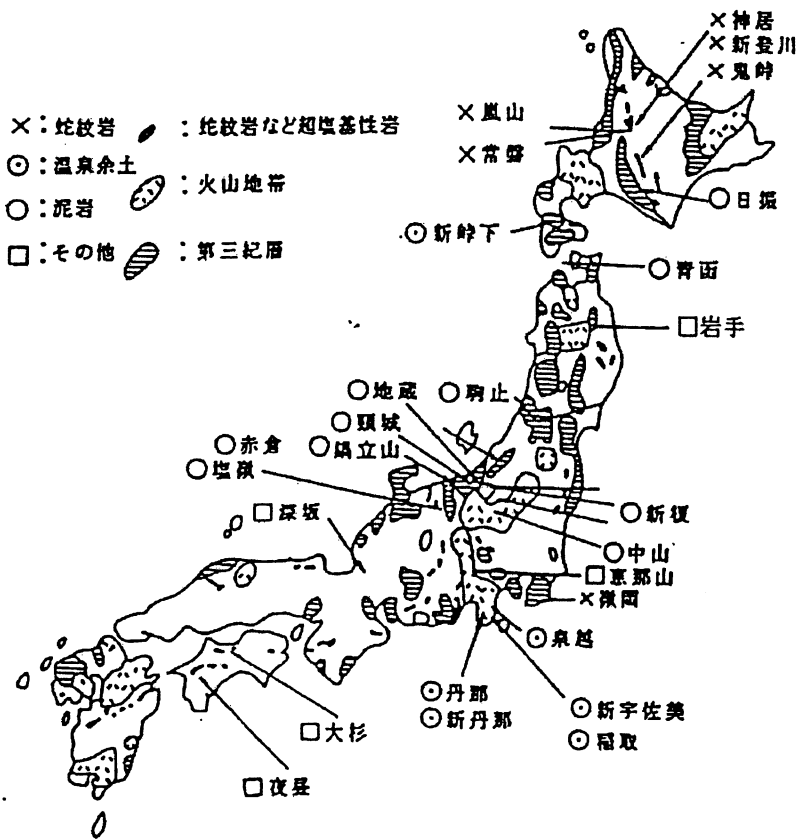 ×神居
×新登川
×鬼峠
×嵐山
×常磐
×：蛇紋岩
：蛇紋岩など超塩基性岩
⊙：温泉余土
：火山地帯
○：泥岩
□：その他
：第三紀層
○日振
⊙新峠下
○青函
□岩手
○地蔵
○駒止
○頸城
○赤倉
○鍋立山
○塩嶺
□深坂
○新榎
○中山
□恵那山
×嶺岡
⊙泉越
⊙丹那
⊙新丹那
⊙新宇佐美
⊙稲取
□大杉
□夜昼